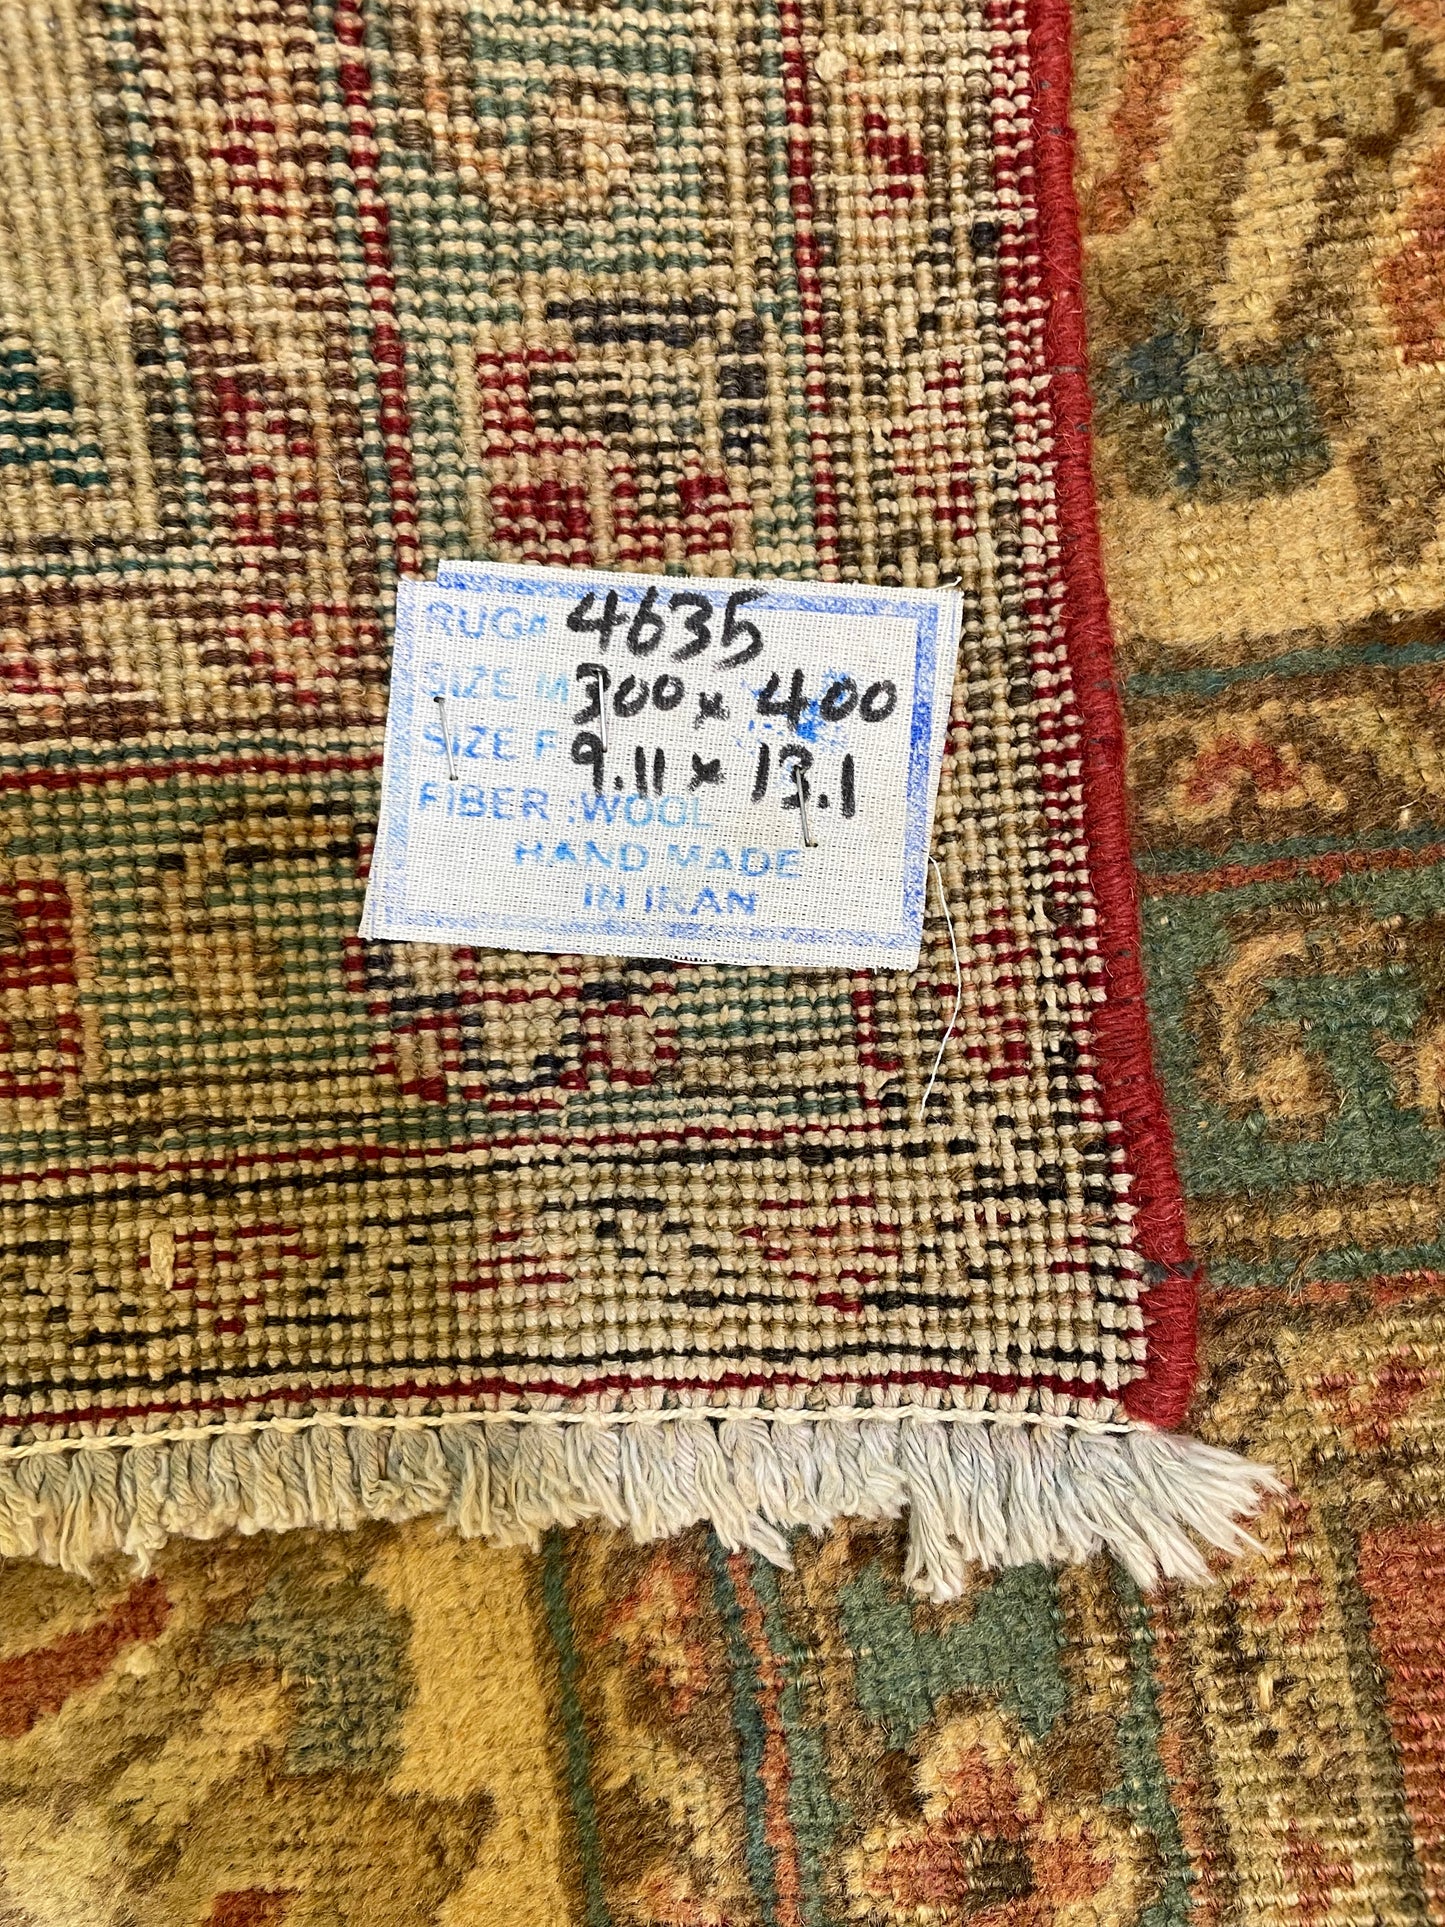 RUG# 4635
SIZE M 300 x 400
SIZE F 9.11 x 13.1
FIBER : WOOL
HAND MADE
IN IRAN